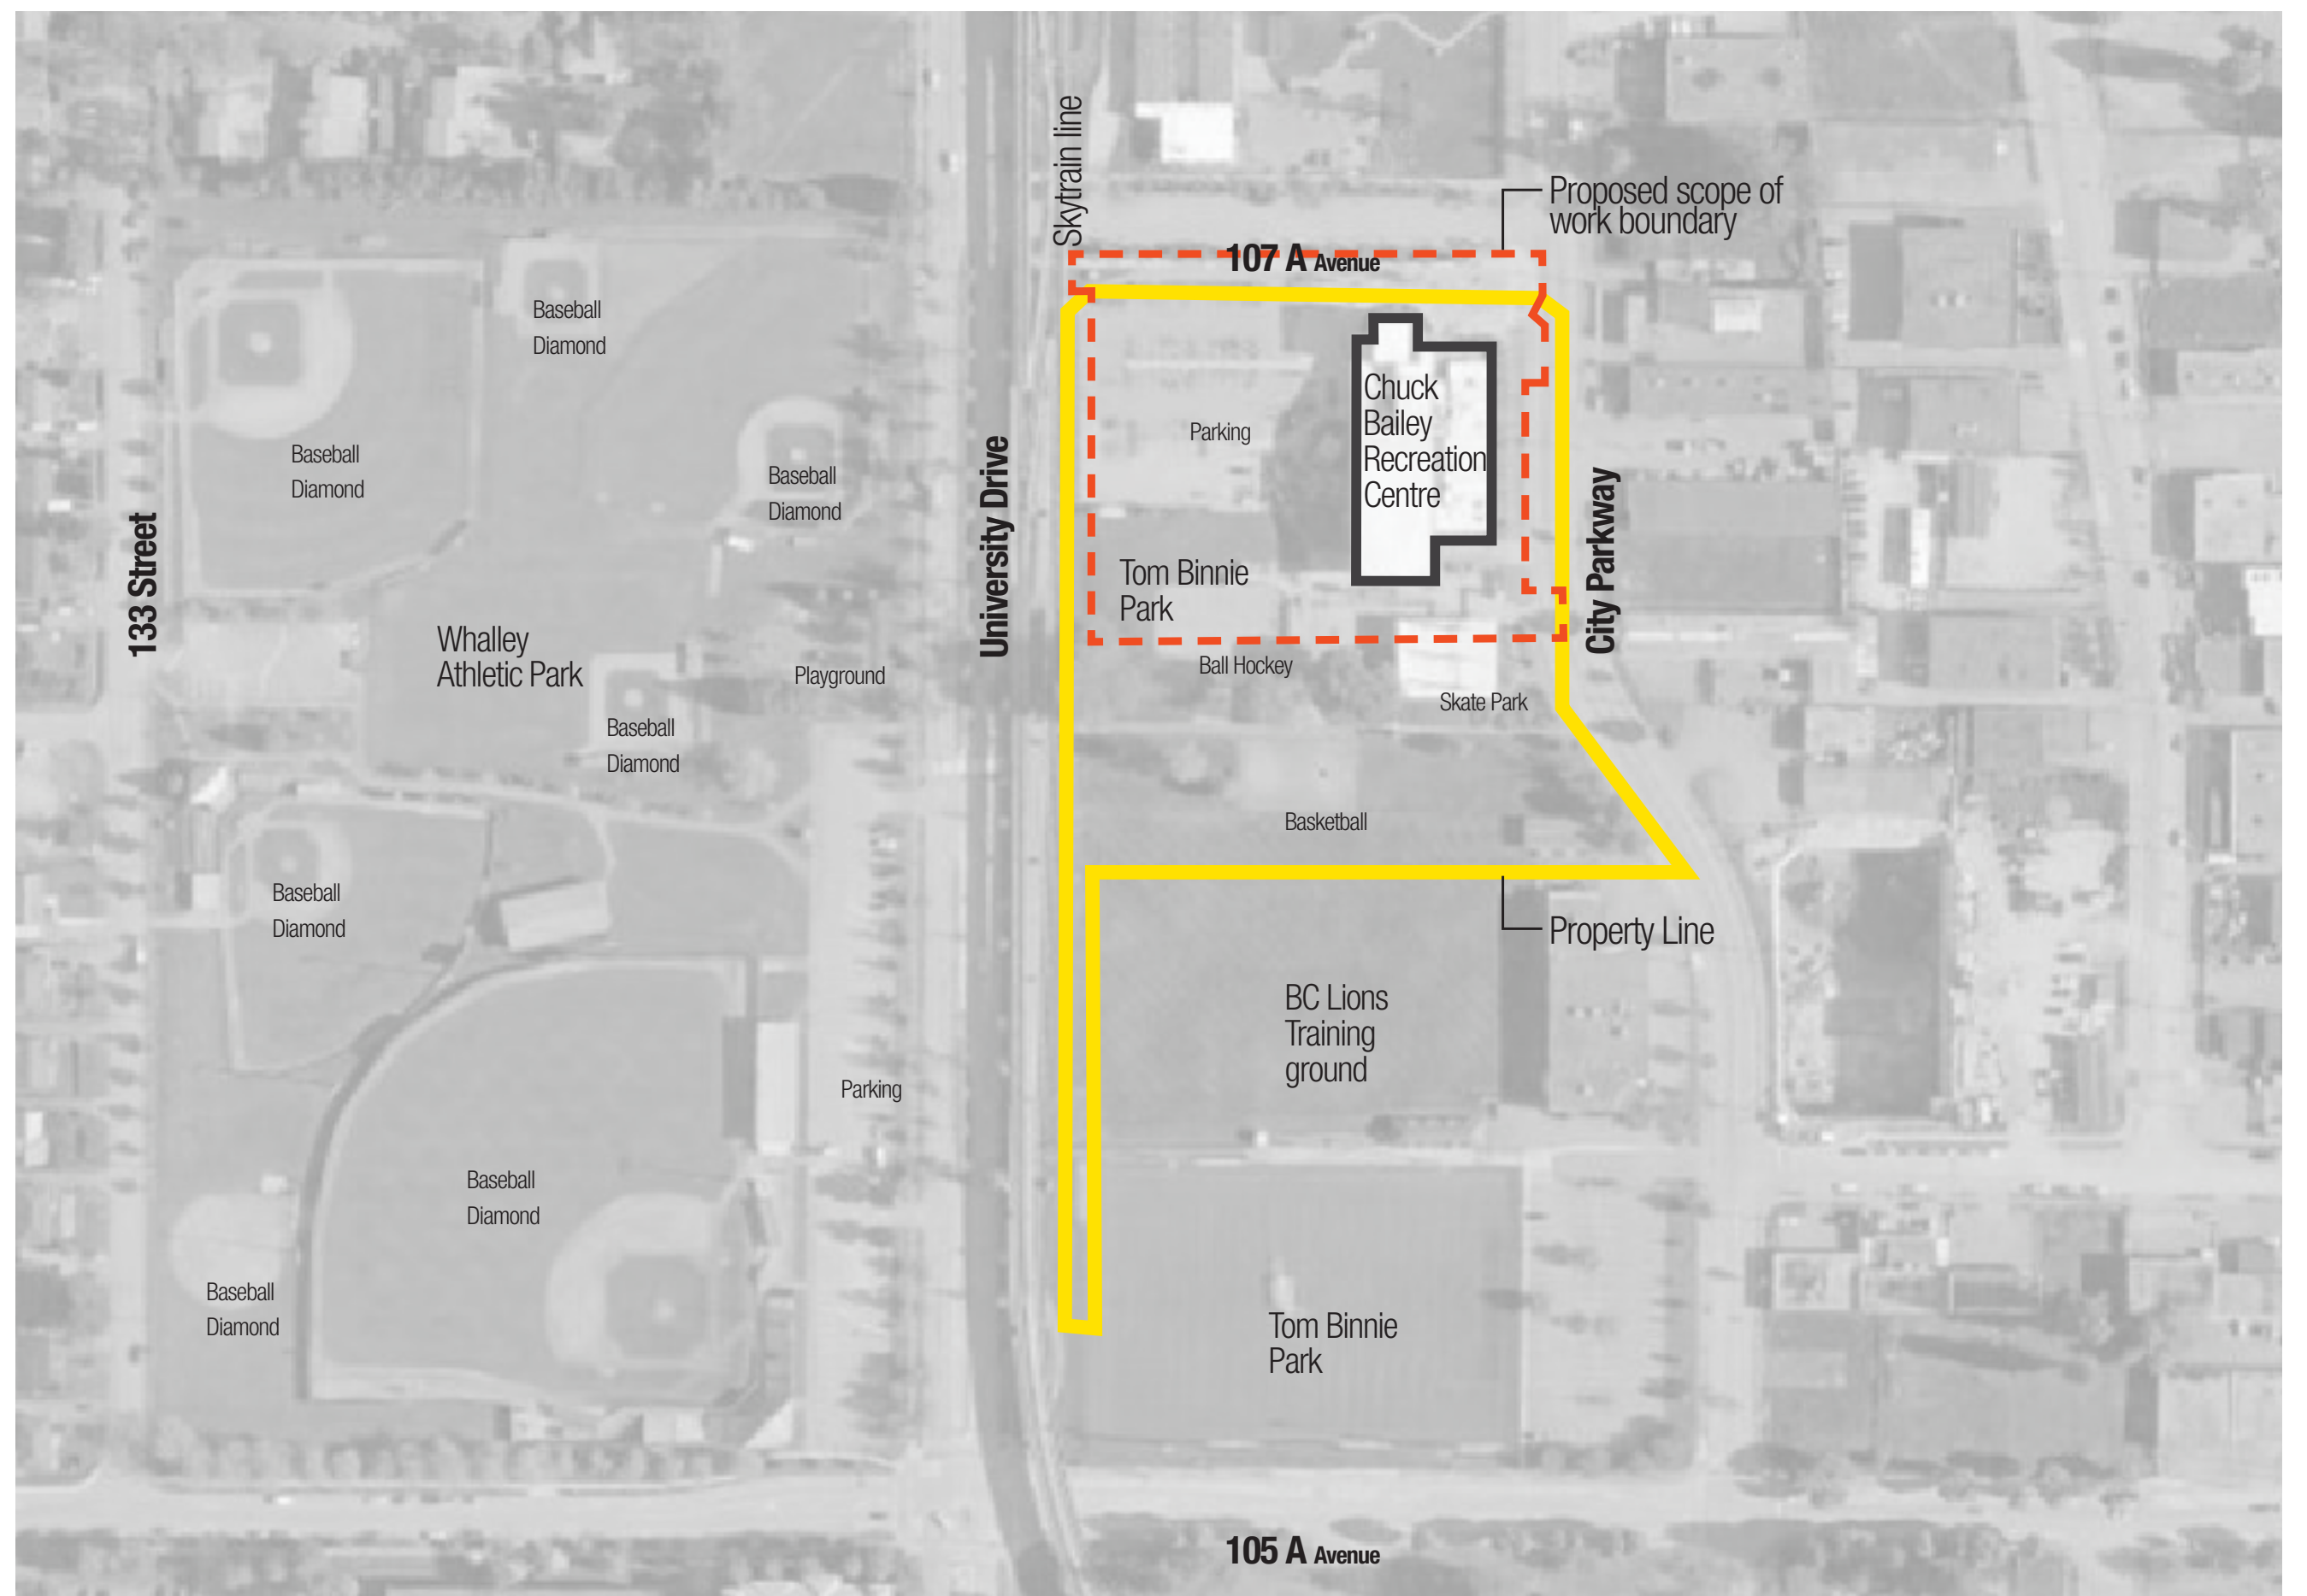 Skytrain line
Proposed scope of
work boundary
107 A Avenue
Baseball
Diamond
Baseball
Diamond
Baseball
Diamond
Chuck
Bailey
Recreation
Centre
Parking
133 Street
University Drive
City Parkway
Tom Binnie
Park
Whalley
Athletic Park
Playground
Ball Hockey
Skate Park
Baseball
Diamond
Basketball
Baseball
Diamond
Property Line
BC Lions
Training
ground
Parking
Baseball
Diamond
Baseball
Diamond
Tom Binnie
Park
105 A Avenue